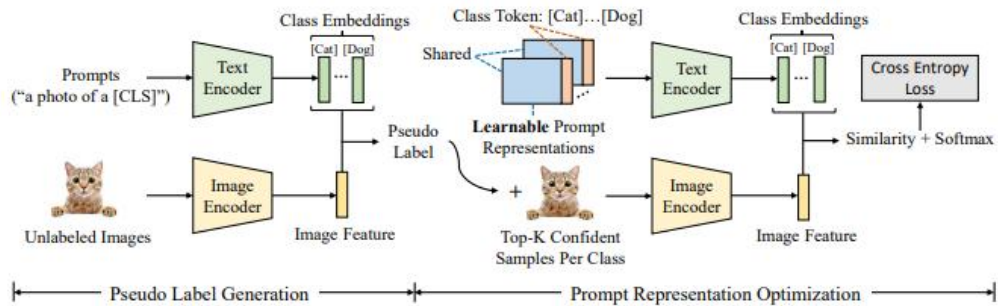 Class Embeddings
[Cat] [Dog]
...
Prompts
("a photo of a [CLS]")
Text
Encoder
Pseudo
Label
Unlabeled Images
Image
Encoder
Image Feature
Class Token: [Cat]...[Dog]
Shared
...
Learnable Prompt
Representations
+
Top-K Confident
Samples Per Class
Text
Encoder
Class Embeddings
[Cat] [Dog]
...
Image
Encoder
Image Feature
Cross Entropy
Loss
Similarity + Softmax
Pseudo Label Generation
Prompt Representation Optimization